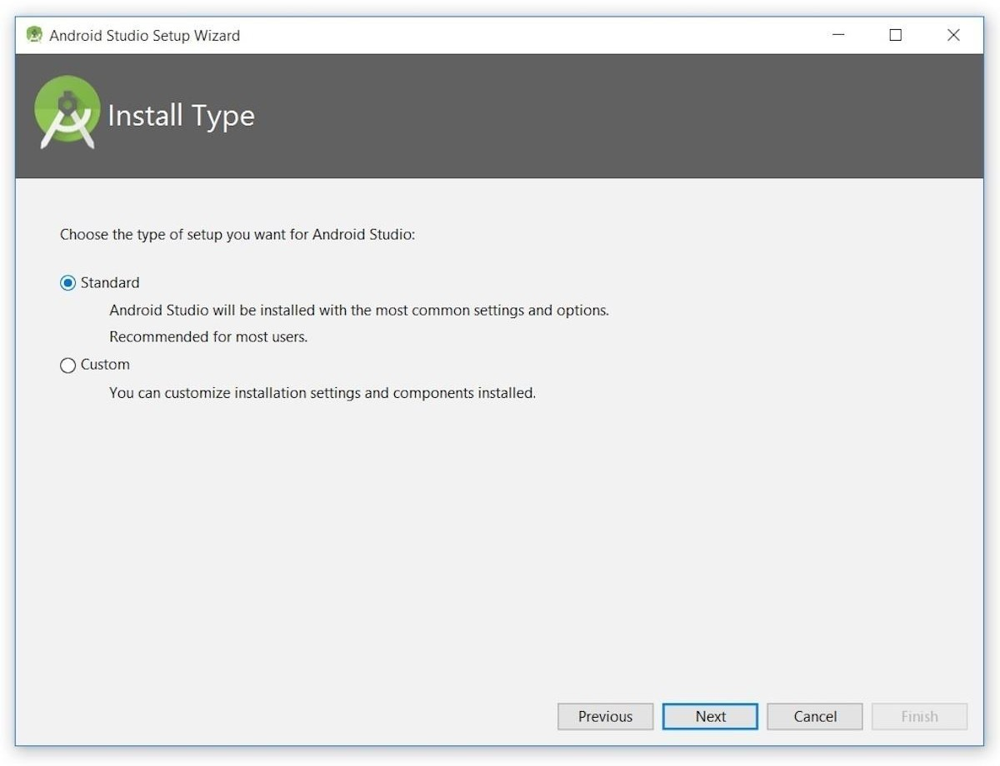 Android Studio Setup Wizard
Install Type
Choose the type of setup you want for Android Studio:
Standard
Android Studio will be installed with the most common settings and options.
Recommended for most users.
Custom
You can customize installation settings and components installed.
Previous Next Cancel Finish